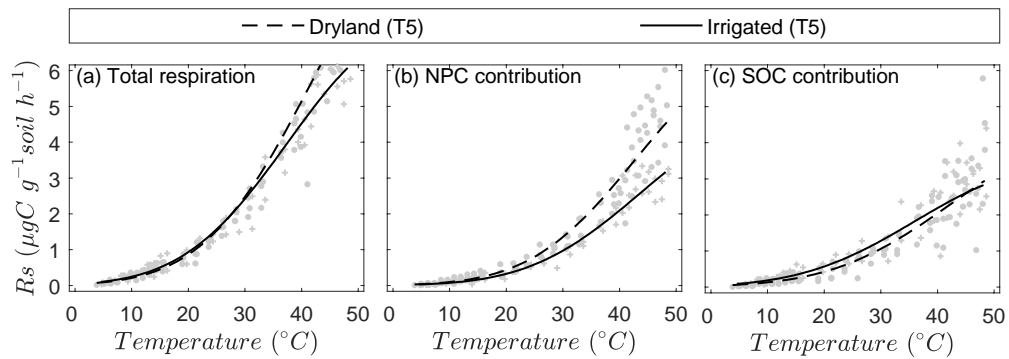 Dryland (T5) Irrigated (T5)
(a) Total respiration (b) NPC contribution (c) SOC contribution
Rs (μgC g⁻¹soil h⁻¹)
6
5
4
3
2
1
0
0 10 20 30 40 50 0 10 20 30 40 50 0 10 20 30 40 50
Temperature (°C) Temperature (°C) Temperature (°C)